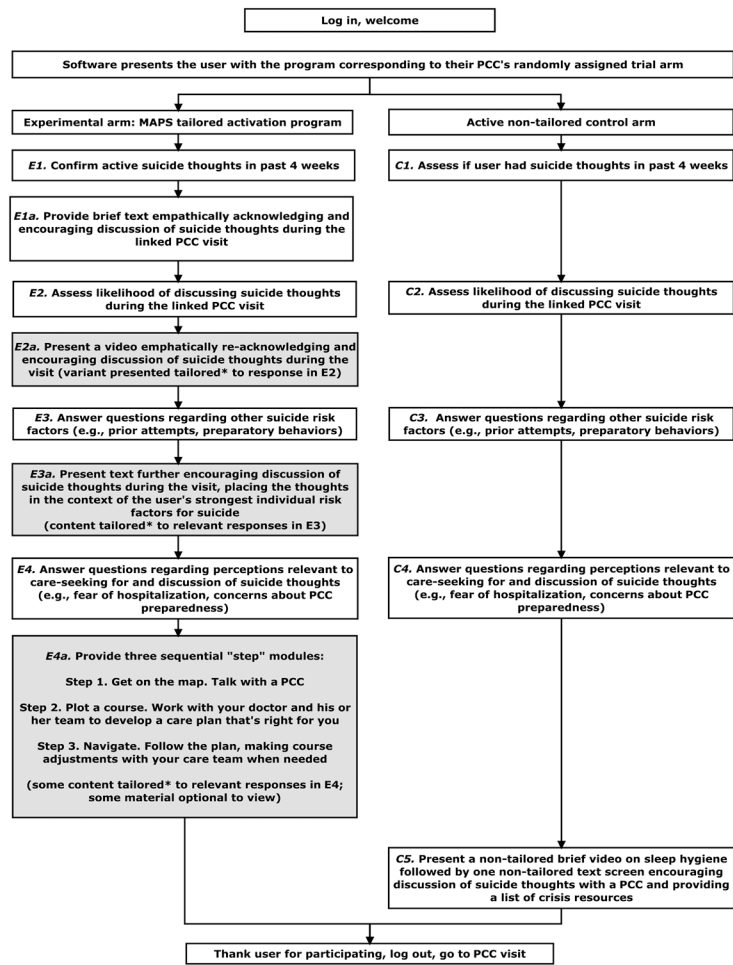 Log in, welcome
Software presents the user with the program corresponding to their PCC's randomly assigned trial arm
Experimental arm: MAPS tailored activation program
Active non-tailored control arm
E1. Confirm active suicide thoughts in past 4 weeks
C1. Assess if user had suicide thoughts in past 4 weeks
E1a. Provide brief text empathically acknowledging and
encouraging discussion of suicide thoughts during the
linked PCC visit
E2. Assess likelihood of discussing suicide thoughts
during the linked PCC visit
C2. Assess likelihood of discussing suicide thoughts
during the linked PCC visit
E2a. Present a video emphatically re-acknowledging and
encouraging discussion of suicide thoughts during the
visit (variant presented tailored* to response in E2)
E3. Answer questions regarding other suicide risk
factors (e.g., prior attempts, preparatory behaviors)
C3. Answer questions regarding other suicide risk
factors (e.g., prior attempts, preparatory behaviors)
E3a. Present text further encouraging discussion of
suicide thoughts during the visit, placing the thoughts
in the context of the user's strongest individual risk
factors for suicide
(content tailored* to relevant responses in E3)
E4. Answer questions regarding perceptions relevant to
care-seeking for and discussion of suicide thoughts
(e.g., fear of hospitalization, concerns about PCC
preparedness)
C4. Answer questions regarding perceptions relevant to
care-seeking for and discussion of suicide thoughts
(e.g., fear of hospitalization, concerns about PCC
preparedness)
E4a. Provide three sequential "step" modules:
Step 1. Get on the map. Talk with a PCC
Step 2. Plot a course. Work with your doctor and his or
her team to develop a care plan that's right for you
Step 3. Navigate. Follow the plan, making course
adjustments with your care team when needed
(some content tailored* to relevant responses in E4;
some material optional to view)
C5. Present a non-tailored brief video on sleep hygiene
followed by one non-tailored text screen encouraging
discussion of suicide thoughts with a PCC and providing
a list of crisis resources
Thank user for participating, log out, go to PCC visit